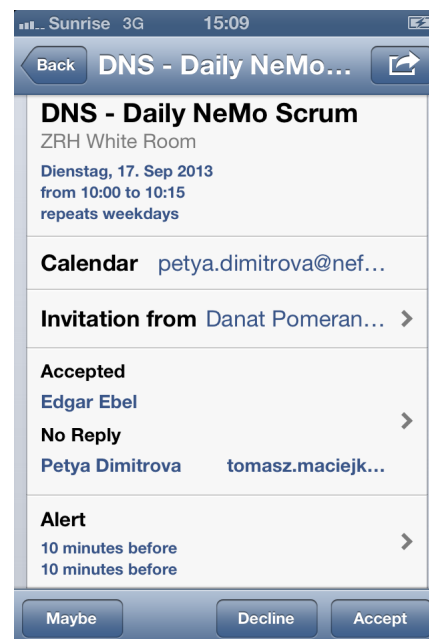 Sunrise 3G 15:09
Back DNS - Daily NeMo...
DNS - Daily NeMo Scrum
ZRH White Room
Dienstag, 17. Sep 2013
from 10:00 to 10:15
repeats weekdays
Calendar petya.dimitrova@nef...
Invitation from Danat Pomeran...
Accepted
Edgar Ebel
No Reply
Petya Dimitrova tomasz.maciejk...
Alert
10 minutes before
10 minutes before
Maybe Decline Accept